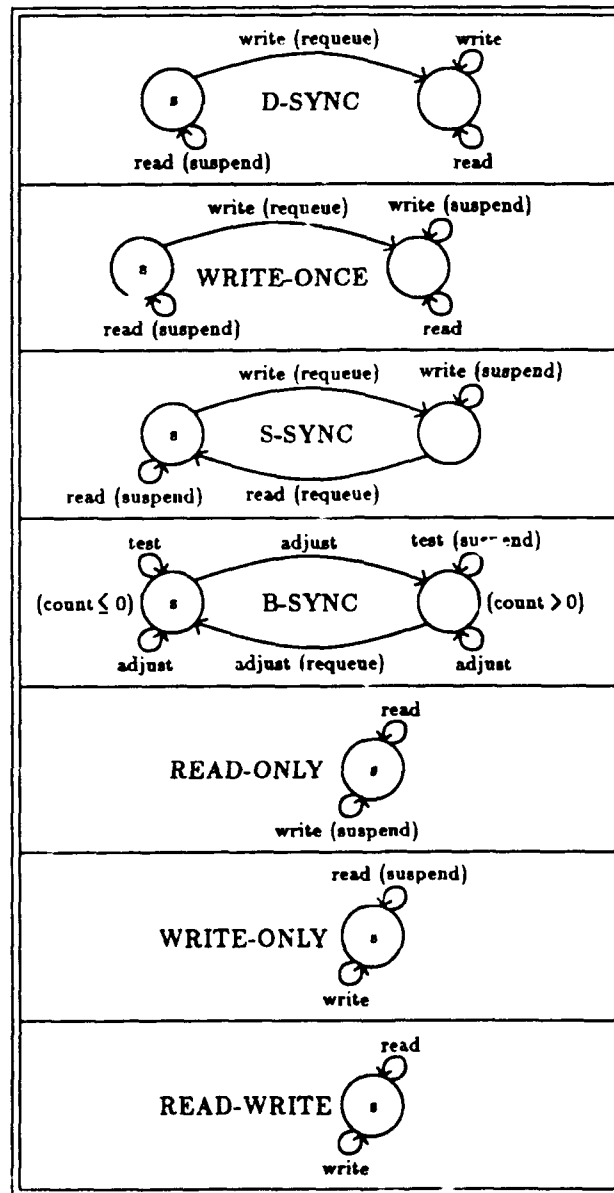 write (requeue) write
s D-SYNC
read (suspend) read
write (requeue) write (suspend)
s WRITE-ONCE
read (suspend) read
write (requeue) write (suspend)
s S-SYNC
read (suspend) read (requeue)
test adjust test (suspend)
(count ≤ 0) s B-SYNC (count > 0)
adjust adjust (requeue) adjust
read
READ-ONLY s
write (suspend)
read (suspend)
WRITE-ONLY s
write
read
READ-WRITE s
write